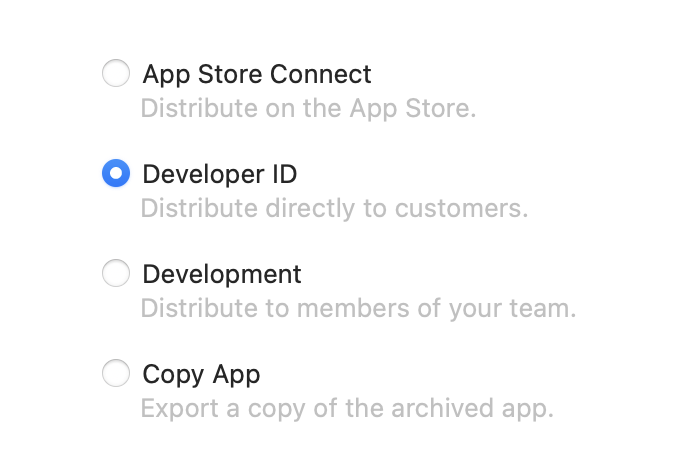 App Store Connect
Distribute on the App Store.
Developer ID
Distribute directly to customers.
Development
Distribute to members of your team.
Copy App
Export a copy of the archived app.